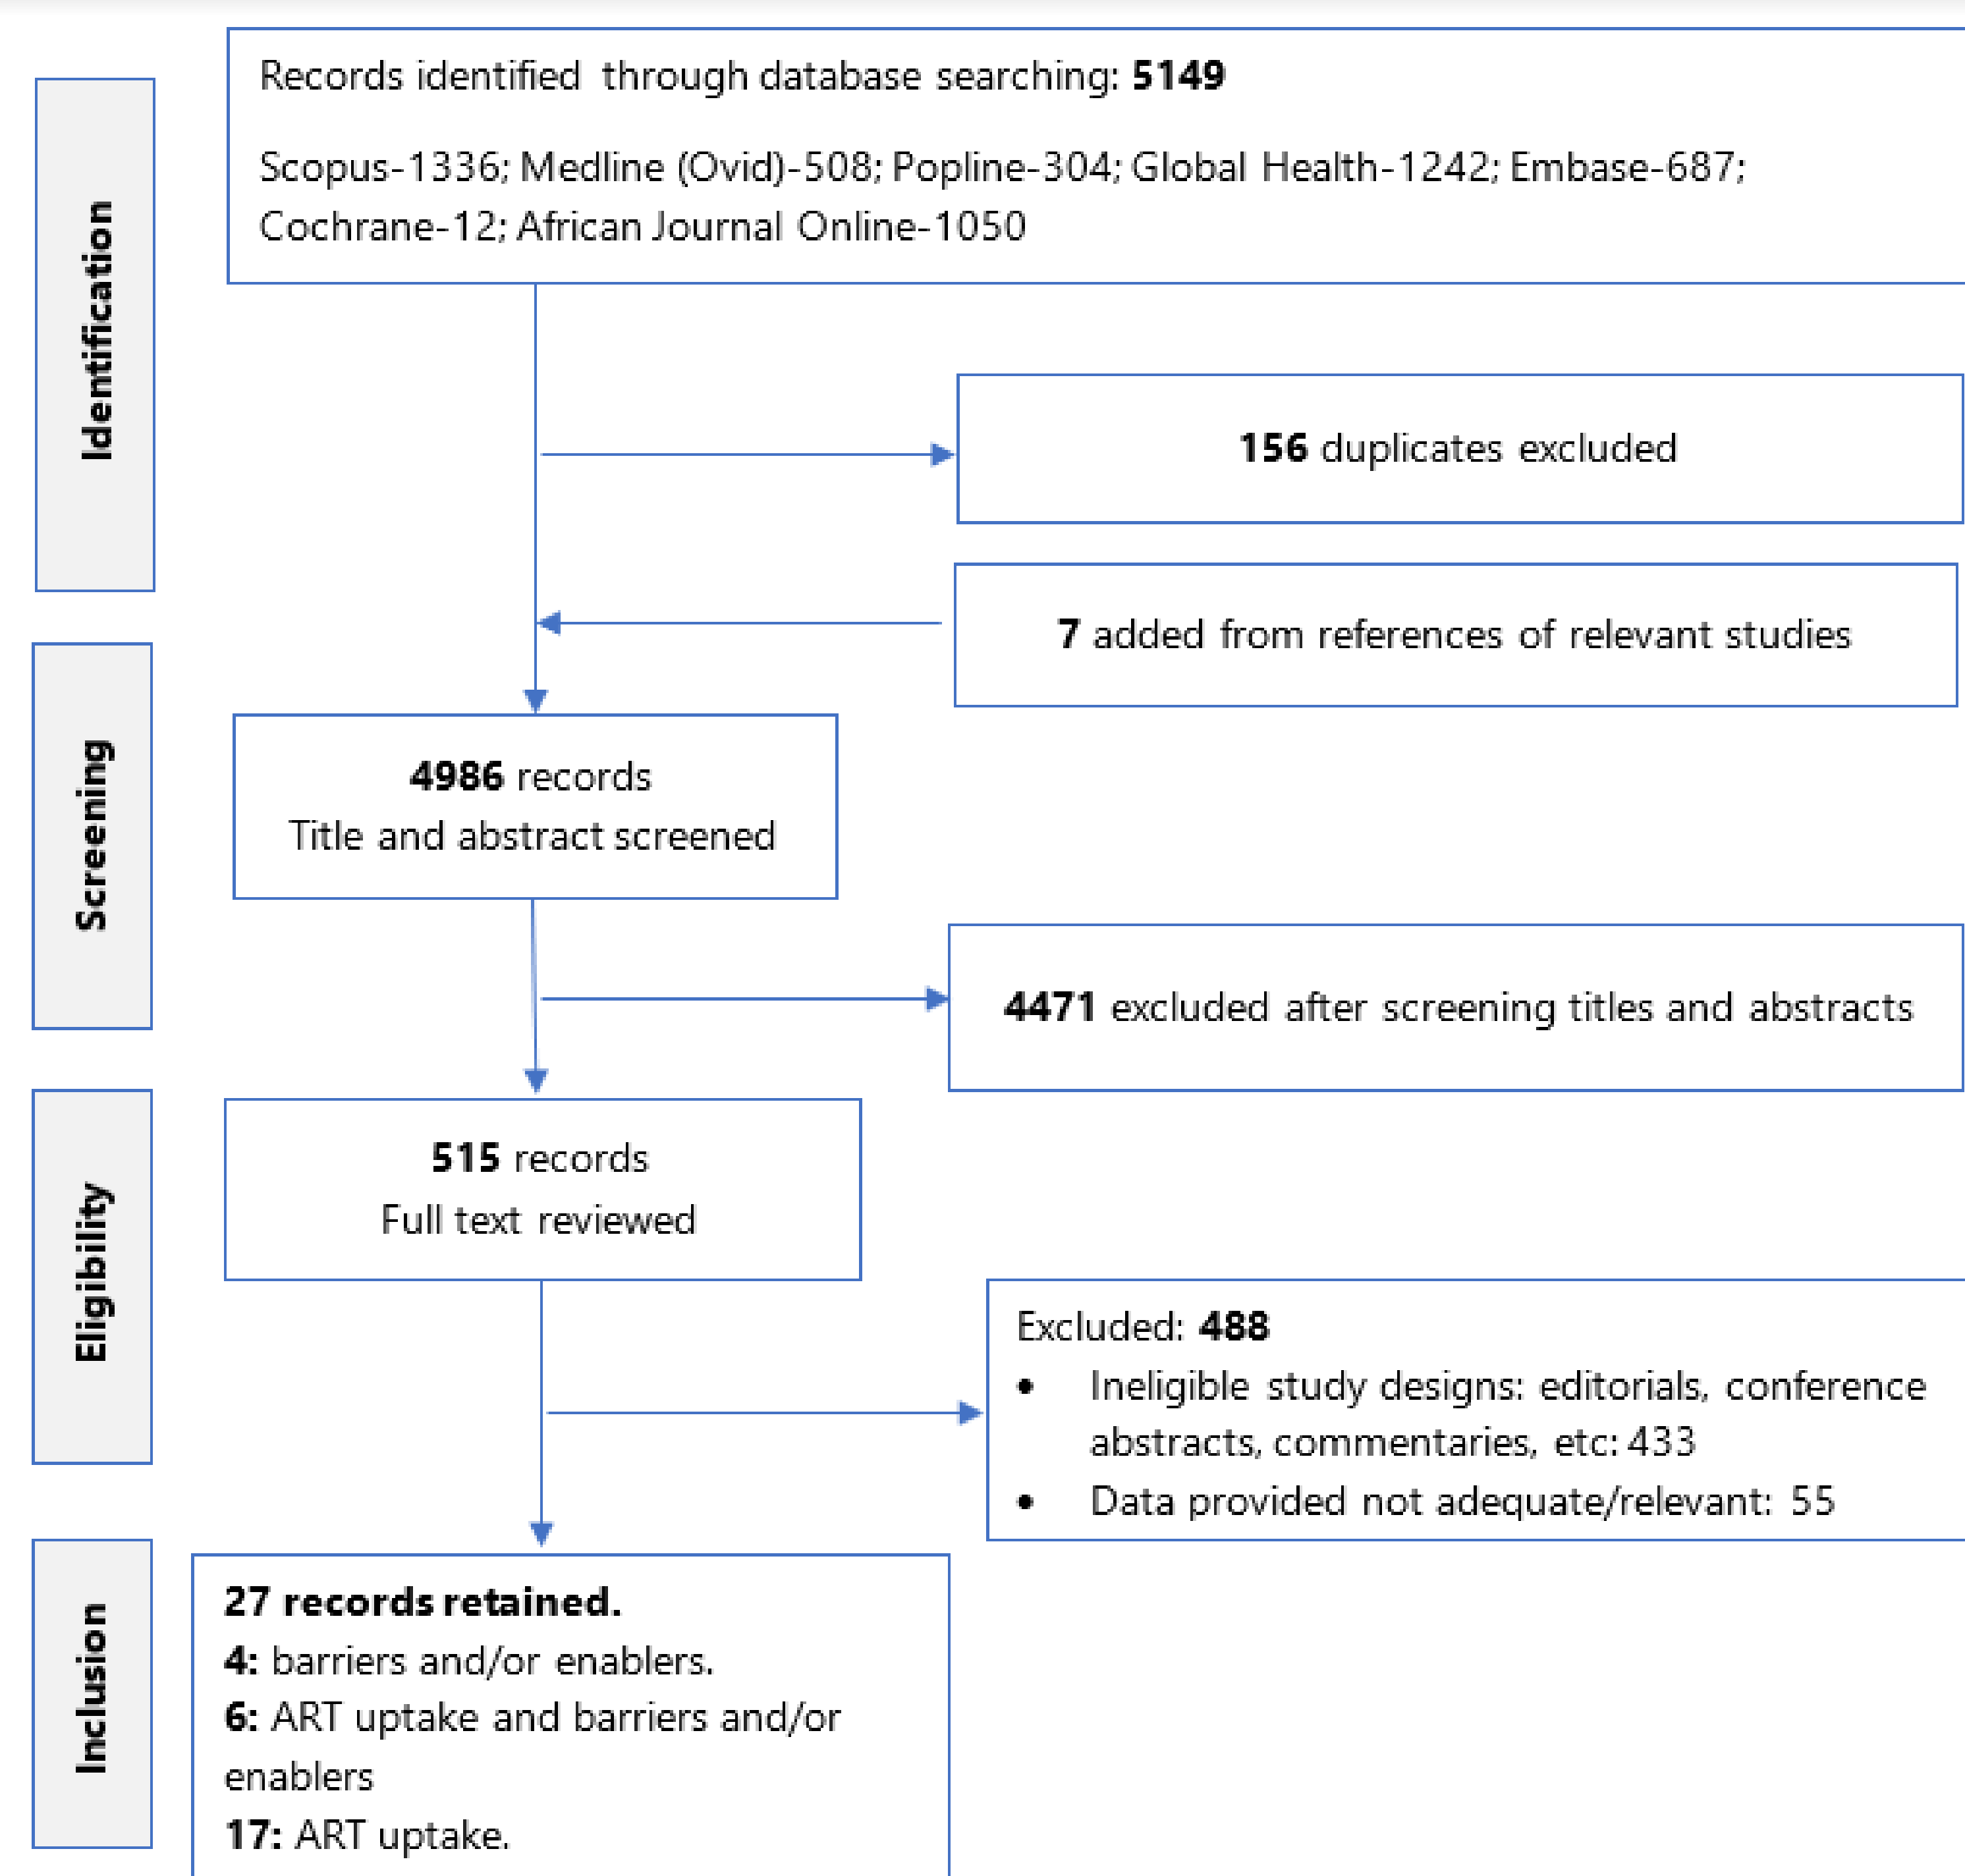 Identification
Records identified through database searching: 5149
Scopus-1336; Medline (Ovid)-508; Popline-304; Global Health-1242; Embase-687;
Cochrane-12; African Journal Online-1050
156 duplicates excluded
7 added from references of relevant studies
Screening
4986 records
Title and abstract screened
4471 excluded after screening titles and abstracts
Eligibility
515 records
Full text reviewed
Excluded: 488
• Ineligible study designs: editorials, conference
abstracts, commentaries, etc: 433
• Data provided not adequate/relevant: 55
Inclusion
27 records retained.
4: barriers and/or enablers.
6: ART uptake and barriers and/or
enablers
17: ART uptake.